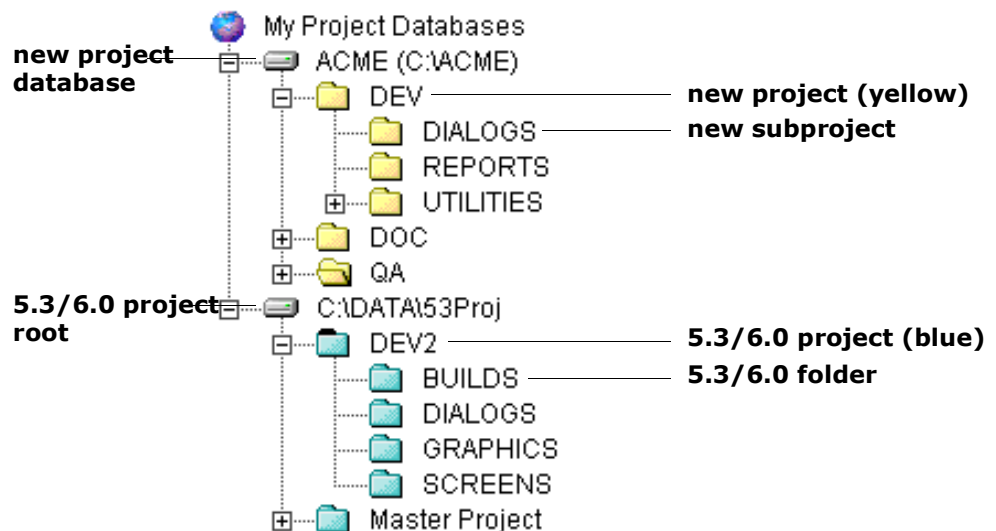 My Project Databases
new project
database
ACME (C:\ACME)
DEV
new project (yellow)
DIALOGS
new subproject
REPORTS
UTILITIES
DOC
QA
5.3/6.0 project
root
C:\DATA\53Proj
DEV2
5.3/6.0 project (blue)
BUILDS
5.3/6.0 folder
DIALOGS
GRAPHICS
SCREENS
Master Project